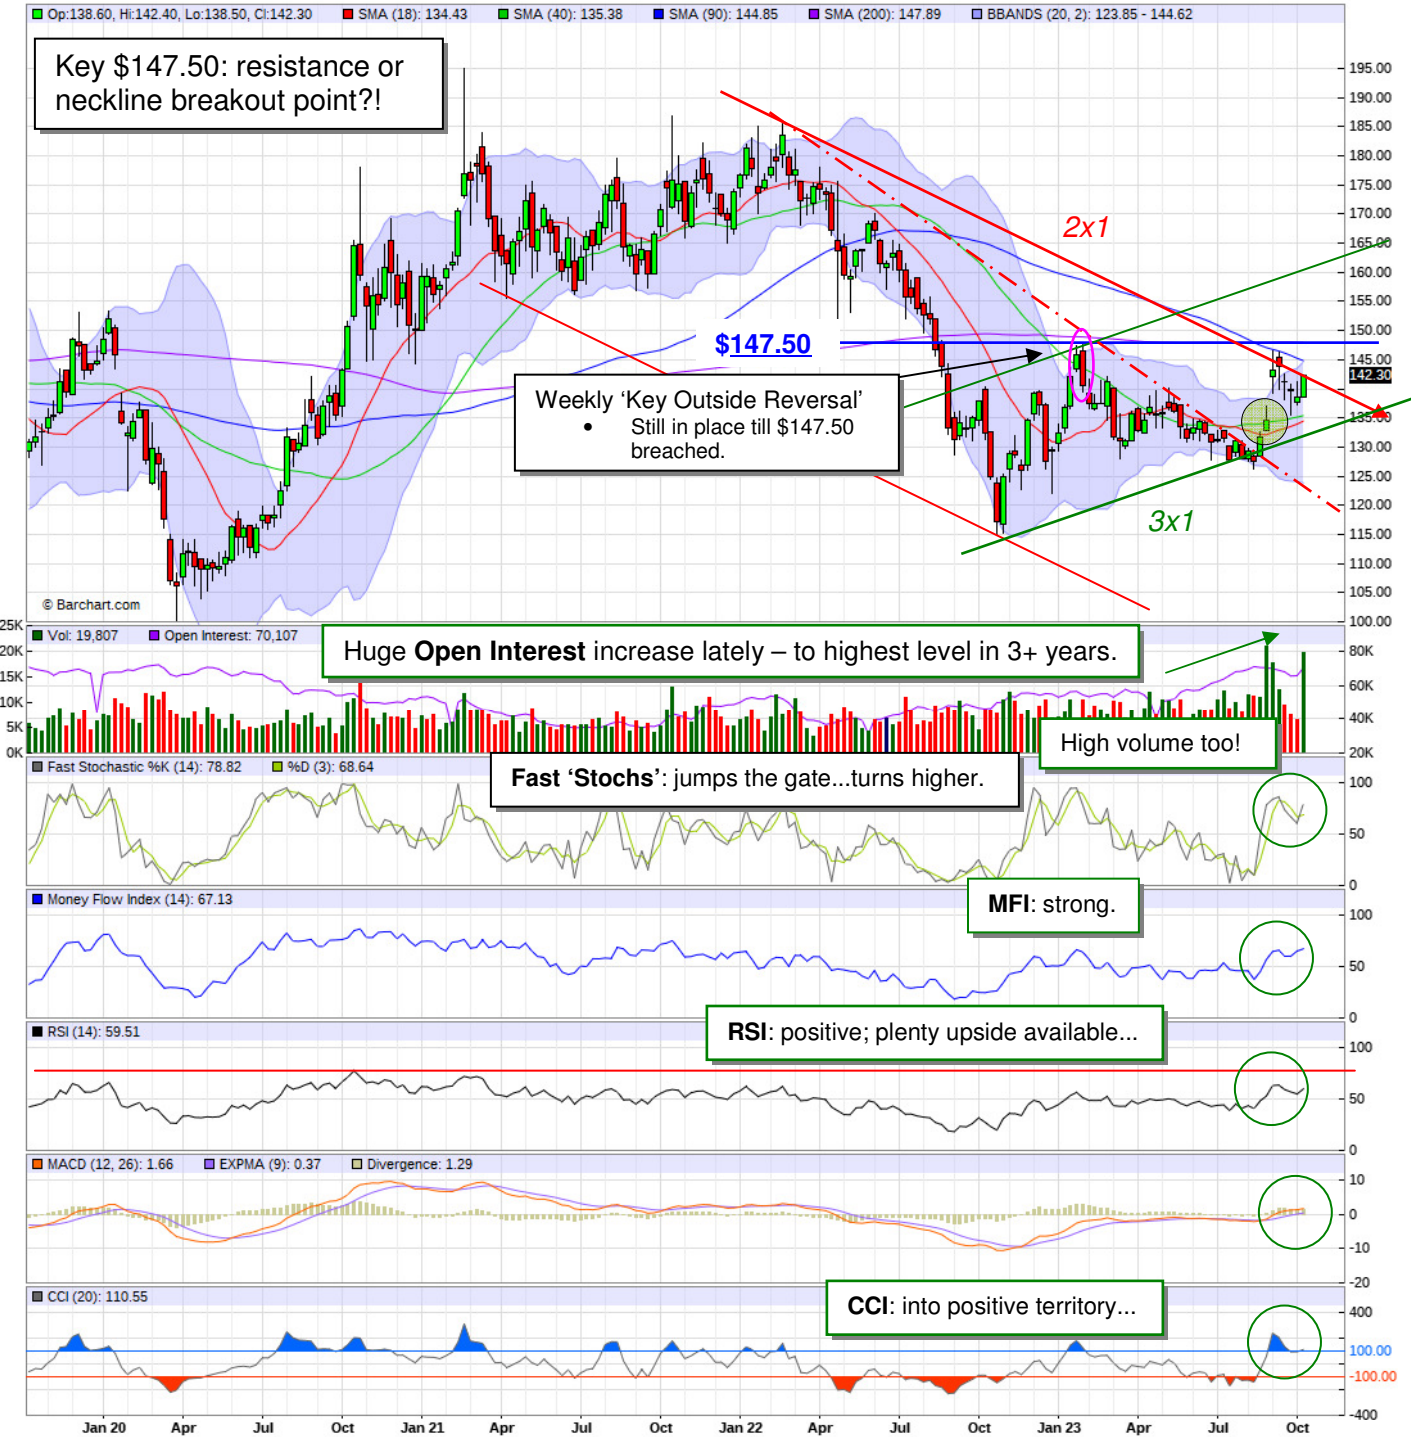 Op:138.60, Hi:142.40, Lo:138.50, Cl:142.30 SMA (18): 134.43 SMA (40): 135.38 SMA (90): 144.85 SMA (200): 147.89 BBANDS (20, 2): 123.85 - 144.62
Key $147.50: resistance or
neckline breakout point?!
195.00
190.00
185.00
180.00
175.00
170.00
2x1
165.00
160.00
155.00
150.00
$147.50
145.00
142.30
Weekly ‘Key Outside Reversal’
• Still in place till $147.50
breached.
135.00
130.00
125.00
120.00
3x1
115.00
110.00
105.00
© Barchart.com
100.00
25K
Vol: 19,807 Open Interest: 70,107
Huge Open Interest increase lately – to highest level in 3+ years.
20K 80K
15K 60K
10K 40K
5K
High volume too!
0K 20K
Fast Stochastic %K (14): 78.82 %D (3): 68.64
Fast ‘Stochs’: jumps the gate...turns higher.
100
50
0
Money Flow Index (14): 67.13
MFI: strong.
100
50
0
RSI (14): 59.51
RSI: positive; plenty upside available...
100
50
0
MACD (12, 26): 1.66 EXPMA (9): 0.37 Divergence: 1.29
10
0
-10
-20
CCI (20): 110.55
CCI: into positive territory...
400
100.00
-100.00
-400
Jan 20 Apr Jul Oct Jan 21 Apr Jul Oct Jan 22 Apr Jul Oct Jan 23 Apr Jul Oct